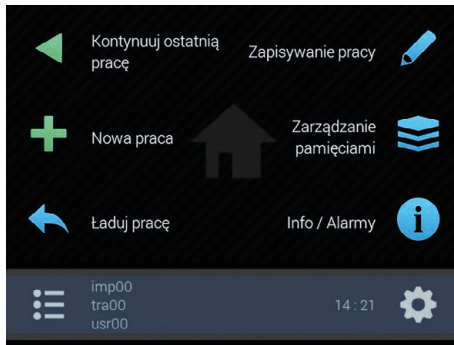 Kontynuuj ostatnią
pracę
Zapisywanie pracy
Nowa praca
Zarządzanie
pamięciami
Ładuj pracę
Info / Alarmy
imp00
tra00
usr00
14 : 21